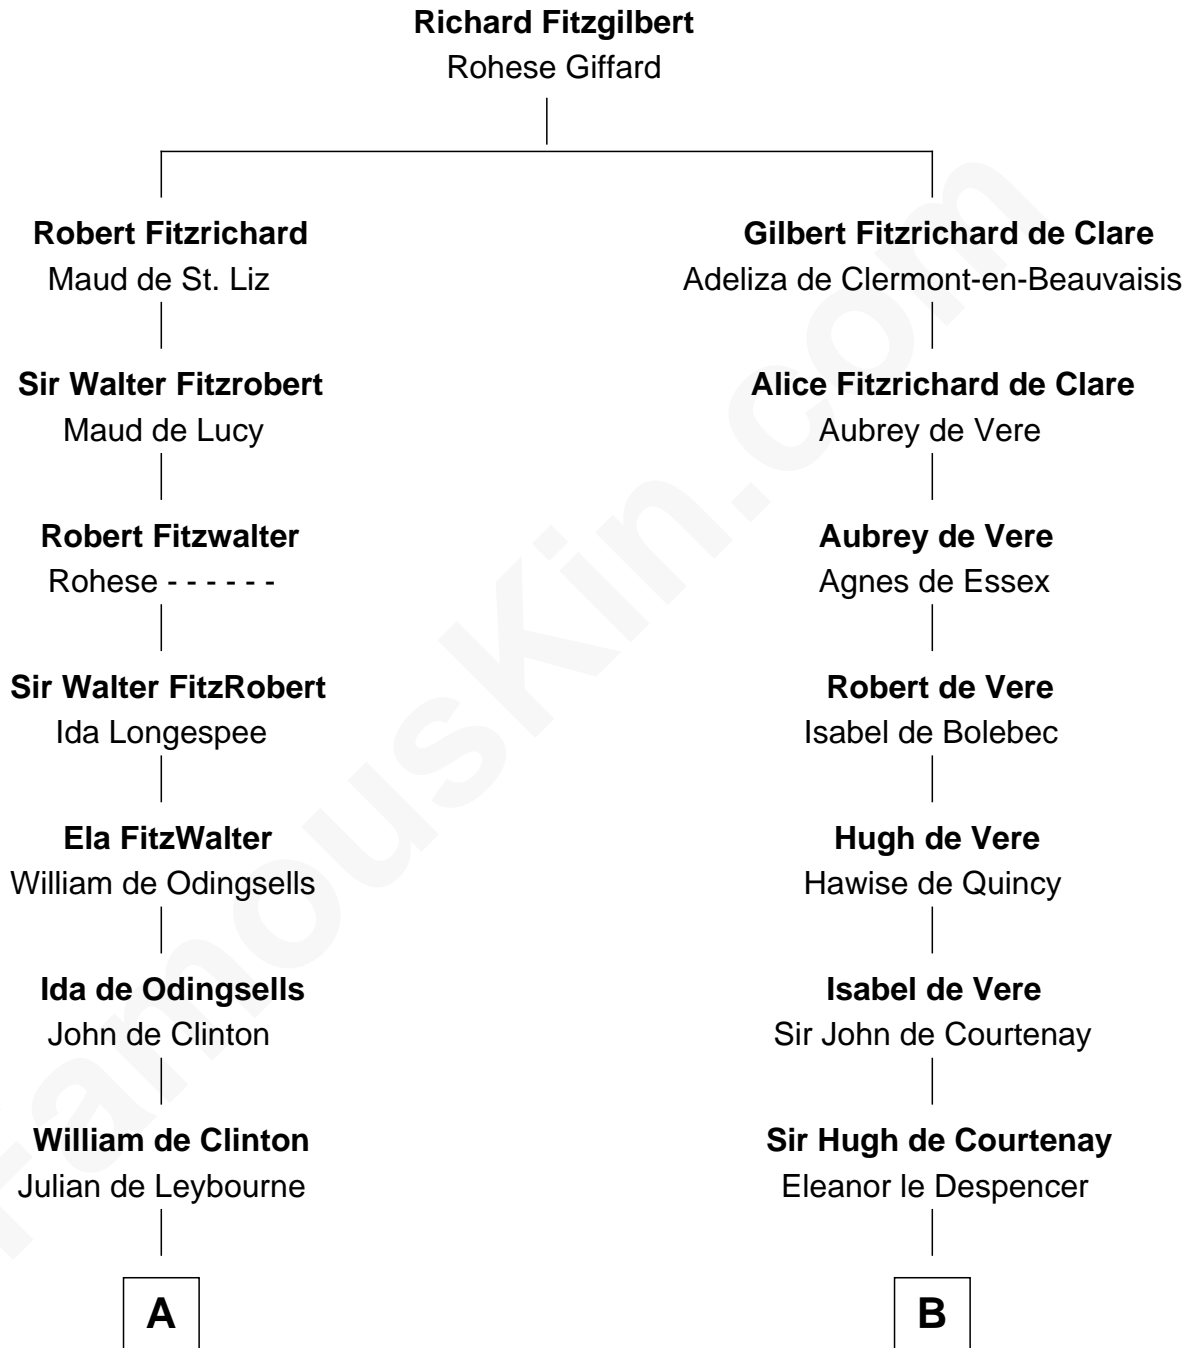 Richard Fitzgilbert
Rohese Giffard
Robert Fitzrichard
Maud de St. Liz
Gilbert Fitzrichard de Clare
Adeliza de Clermont-en-Beauvaisis
Sir Walter Fitzrobert
Maud de Lucy
Alice Fitzrichard de Clare
Aubrey de Vere
Robert Fitzwalter
Rohese - - - - - -
Aubrey de Vere
Agnes de Essex
Sir Walter FitzRobert
Ida Longespee
Robert de Vere
Isabel de Bolebec
Ela FitzWalter
William de Odingsells
Hugh de Vere
Hawise de Quincy
Ida de Odingsells
John de Clinton
Isabel de Vere
Sir John de Courtenay
William de Clinton
Julian de Leybourne
Sir Hugh de Courtenay
Eleanor le Despencer
A
B
FamousKin.com